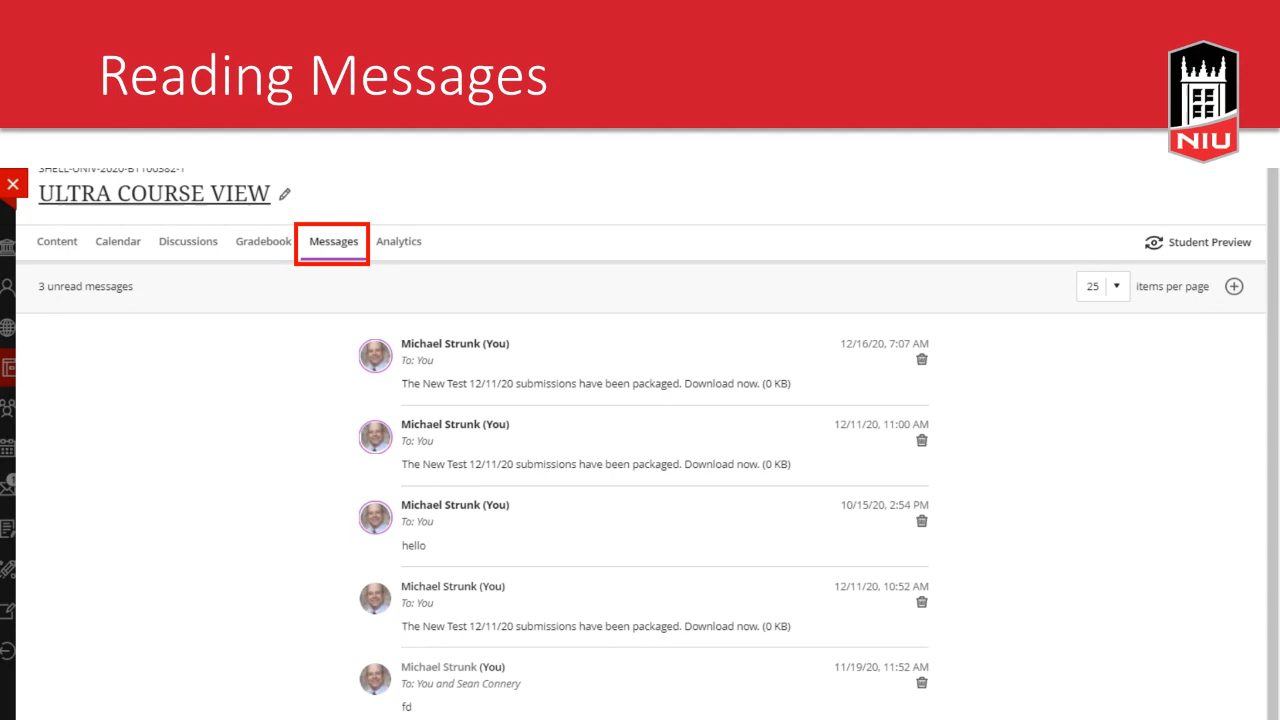 Reading Messages
NIU
SHELL-UNIV-2020-BT100382-1
ULTRA COURSE VIEW
Content Calendar Discussions Gradebook Messages Analytics Student Preview
3 unread messages 25 items per page
Michael Strunk (You) 12/16/20, 7:07 AM
To: You
The New Test 12/11/20 submissions have been packaged. Download now. (0 KB)
Michael Strunk (You) 12/11/20, 11:00 AM
To: You
The New Test 12/11/20 submissions have been packaged. Download now. (0 KB)
Michael Strunk (You) 10/15/20, 2:54 PM
To: You
hello
Michael Strunk (You) 12/11/20, 10:52 AM
To: You
The New Test 12/11/20 submissions have been packaged. Download now. (0 KB)
Michael Strunk (You) 11/19/20, 11:52 AM
To: You and Sean Connery
fd